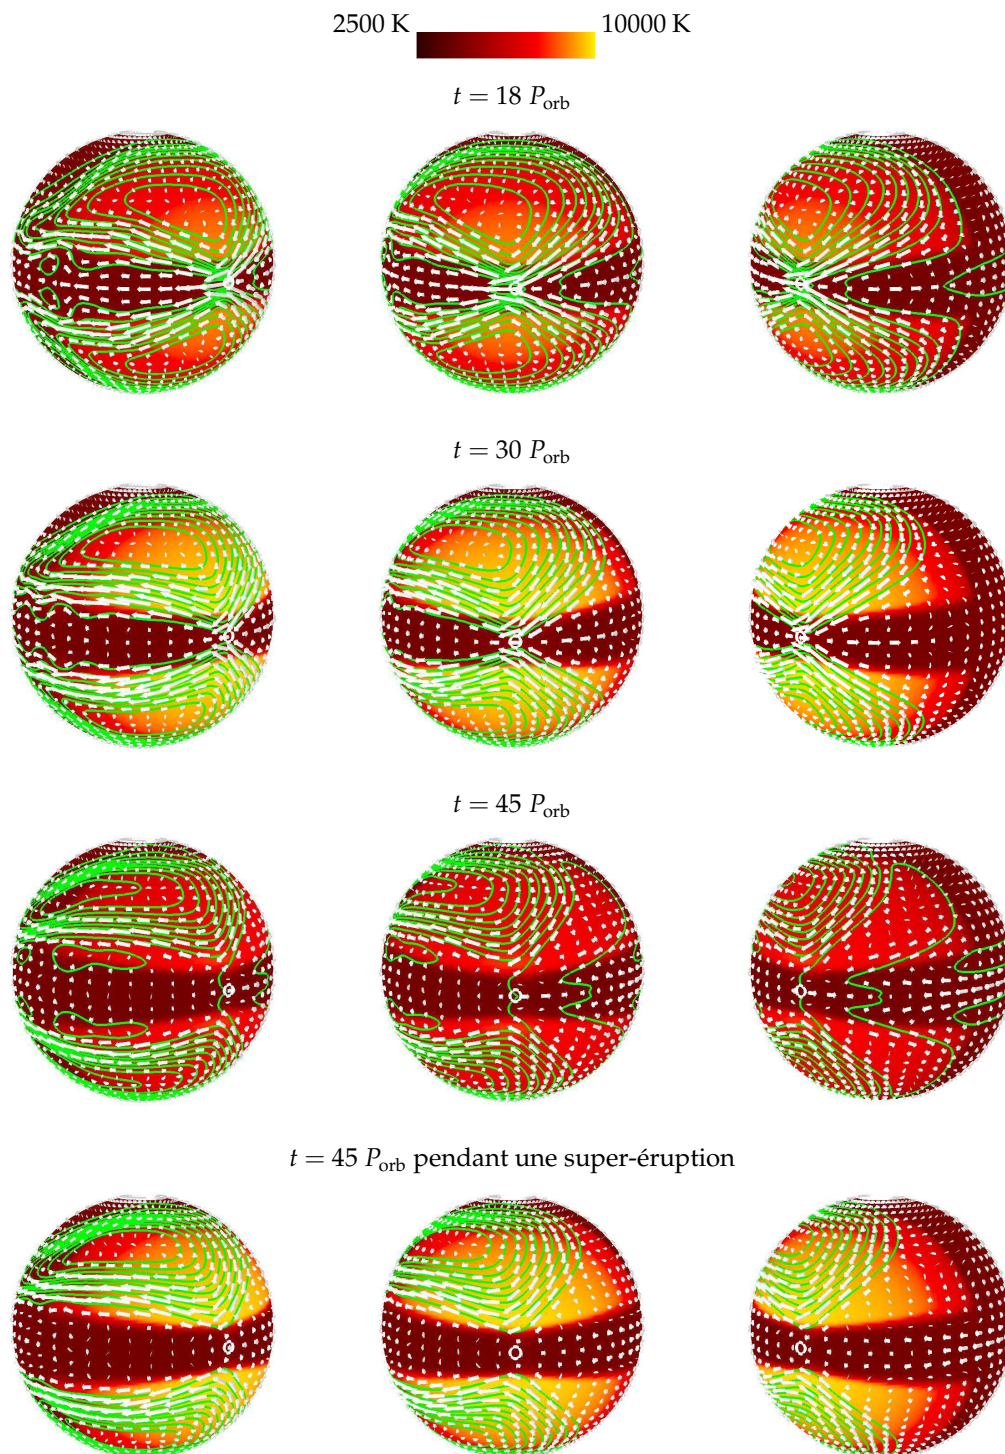 2500 K 10000 K
t = 18 P_orb
t = 30 P_orb
t = 45 P_orb
t = 45 P_orb pendant une super-éruption